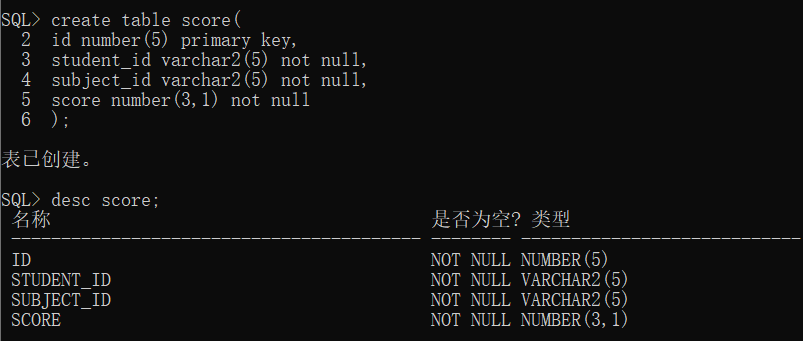 SQL> create table score(
  2  id number(5) primary key,
  3  student_id varchar2(5) not null,
  4  subject_id varchar2(5) not null,
  5  score number(3,1) not null
  6  );
表已创建。
SQL> desc score;
 名称                                      是否为空? 类型
 ----------------------------------------- -------- ----------------------------
 ID                                        NOT NULL NUMBER(5)
 STUDENT_ID                                NOT NULL VARCHAR2(5)
 SUBJECT_ID                                NOT NULL VARCHAR2(5)
 SCORE                                     NOT NULL NUMBER(3,1)